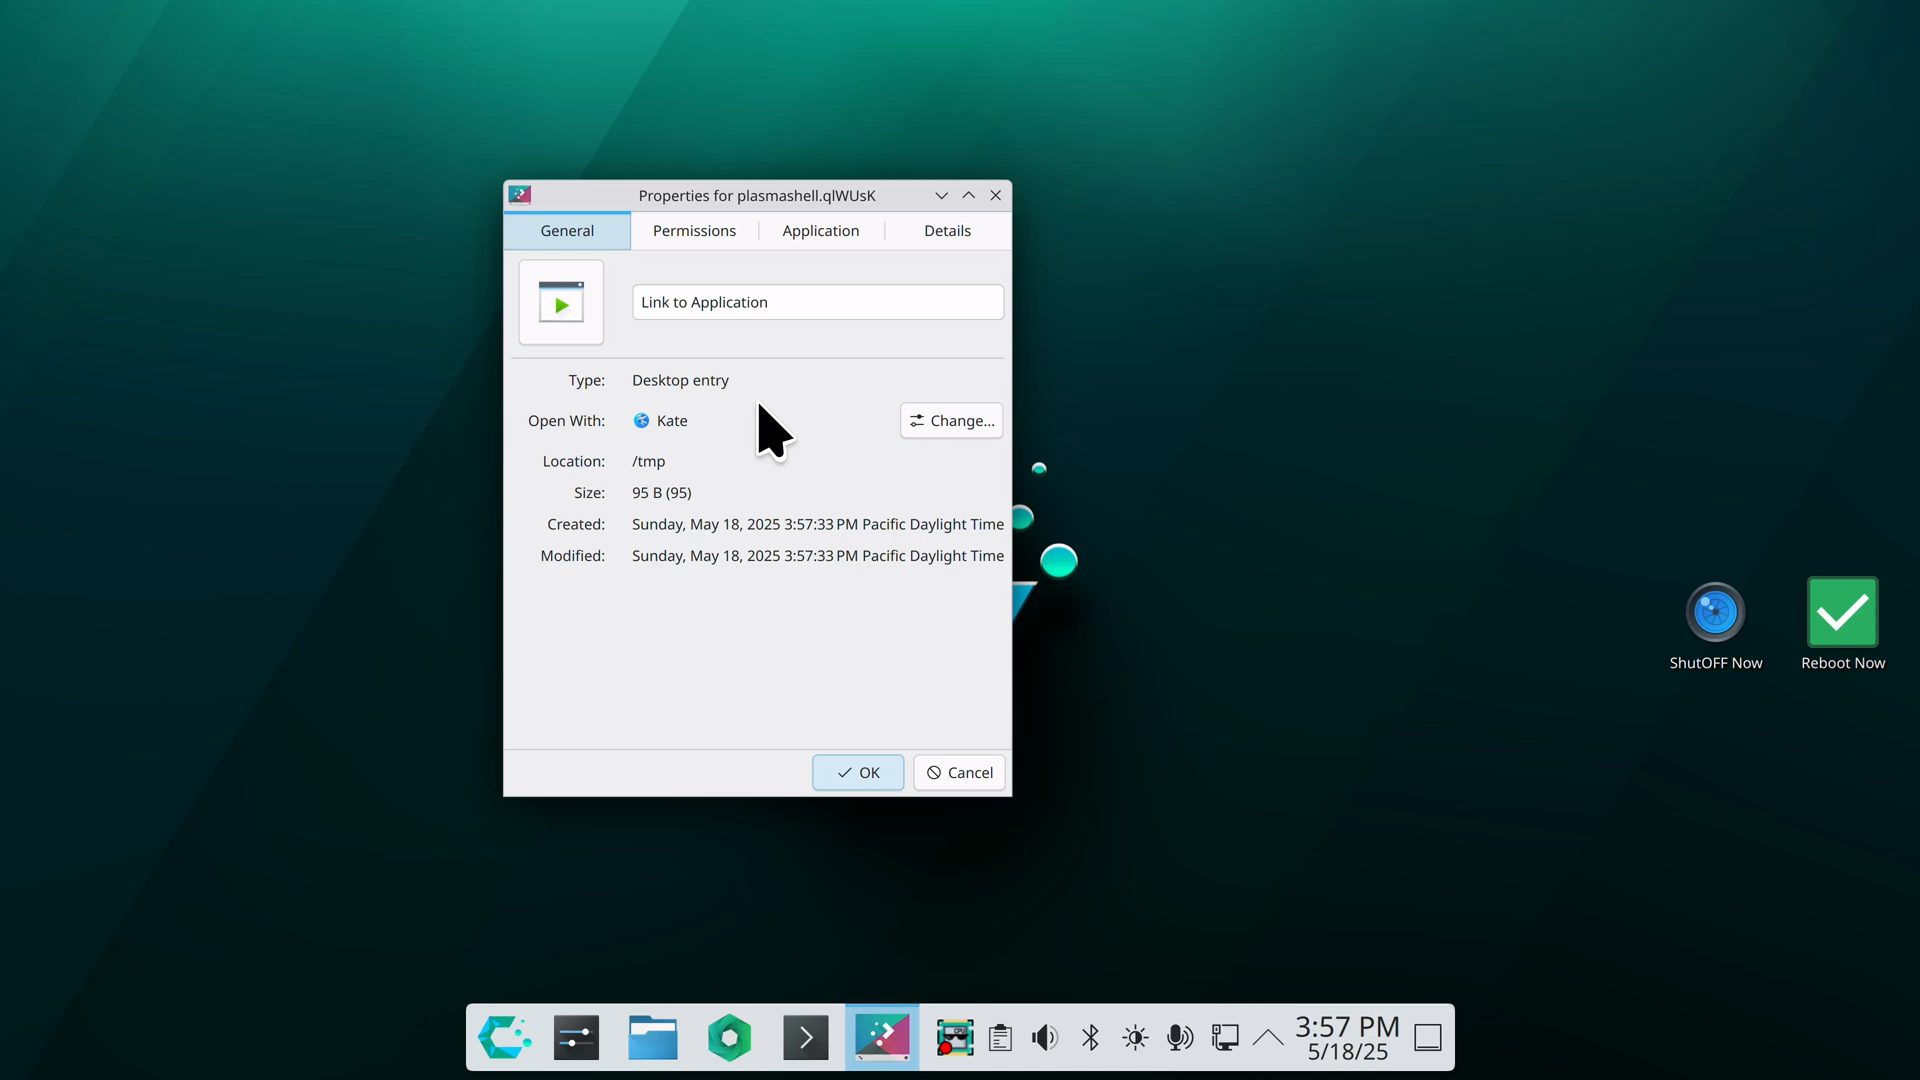 Properties for plasmashell.qlWUsK
General
Permissions
Application
Details
Link to Application
Type: Desktop entry
Open With: Kate
Change...
Location: /tmp
Size: 95 B (95)
Created: Sunday, May 18, 2025 3:57:33 PM Pacific Daylight Time
Modified: Sunday, May 18, 2025 3:57:33 PM Pacific Daylight Time
OK
Cancel
ShutOFF Now
Reboot Now
3:57 PM
5/18/25